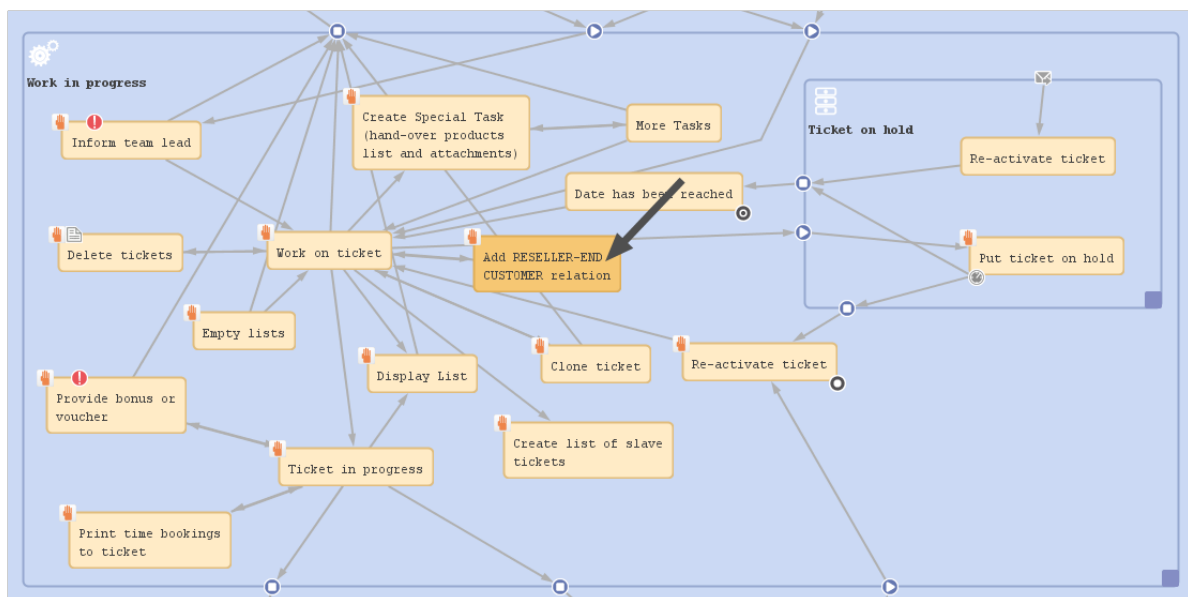 Work in progress
Inform team lead
Create Special Task
(hand-over products
list and attachments)
More Tasks
Ticket on hold
Re-activate ticket
Date has been reached
Delete tickets
Work on ticket
Add RESELLER-END
CUSTOMER relation
Put ticket on hold
Empty lists
Display List
Clone ticket
Re-activate ticket
Provide bonus or
voucher
Create list of slave
tickets
Ticket in progress
Print time bookings
to ticket